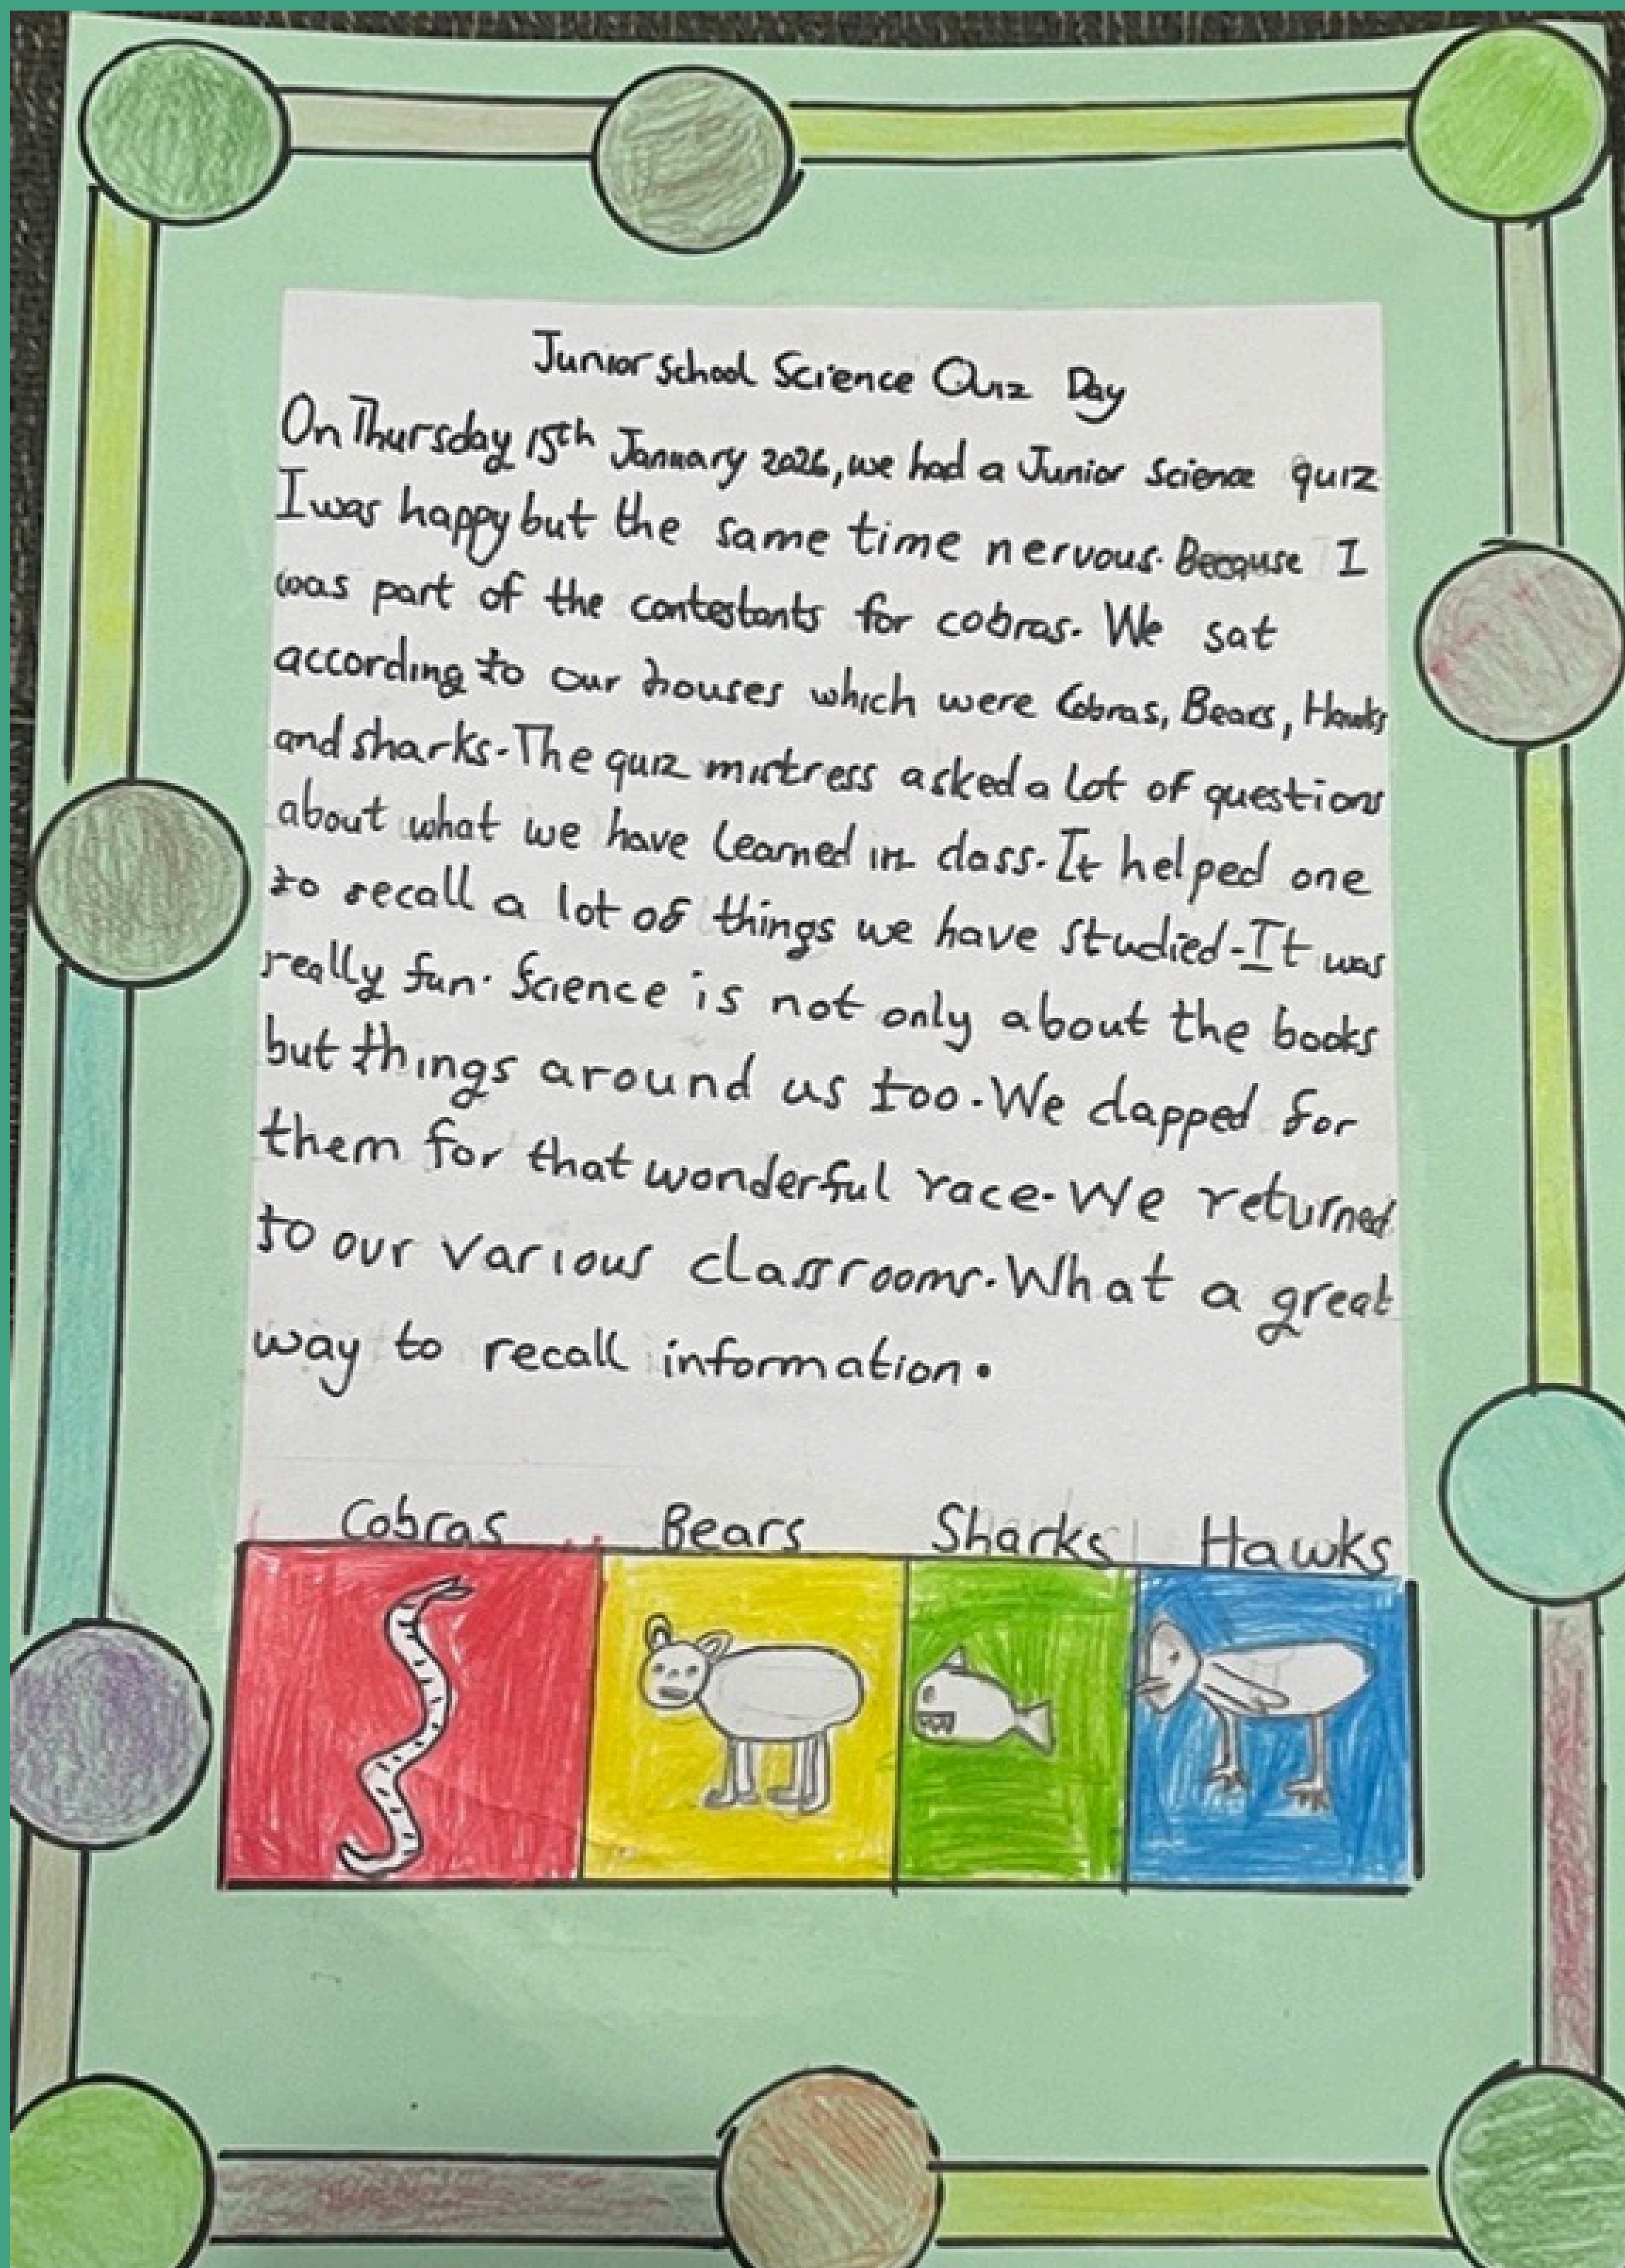 Junior school Science Quiz Day
On Thursday 15th January 2026, we had a Junior science quiz
I was happy but the same time nervous. Because I
was part of the contestants for cobras. We sat
according to our houses which were Cobras, Bears, Hawks
and sharks. The quiz mistress asked a lot of questions
about what we have learned in class. It helped one
to recall a lot of things we have studied. It was
really fun. Science is not only about the books
but things around us too. We clapped for
them for that wonderful race. We returned
to our various classrooms. What a great
way to recall information.
Cobras Bears Sharks Hawks